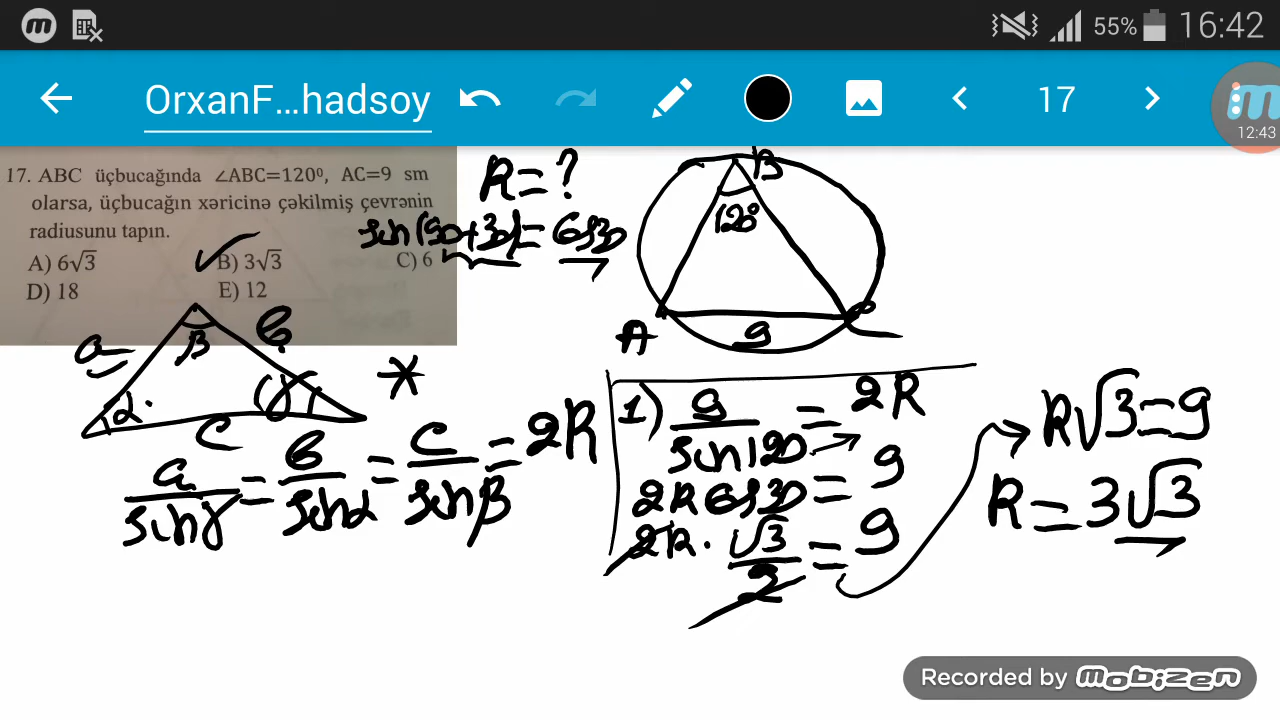 16:42
55%
OrxanF...hadsoy
17
12:43
17. ABC üçbucağında ∠ABC=120⁰, AC=9 sm
olarsa, üçbucağın xəricinə çəkilmiş çevrənin
radiusunu tapın.
A) 6√3 B) 3√3 C) 6
D) 18 E) 12
R=?
sin(90+30)=cos30
B
120°
A
9
C
a
β
b
α
γ
c
*
a/sinγ = b/sinα = c/sinβ = 2R
1) 9/sin120 = 2R
2R cos30 = 9
2R · √3/2 = 9
R√3=9
R=3√3
Recorded by mobizen